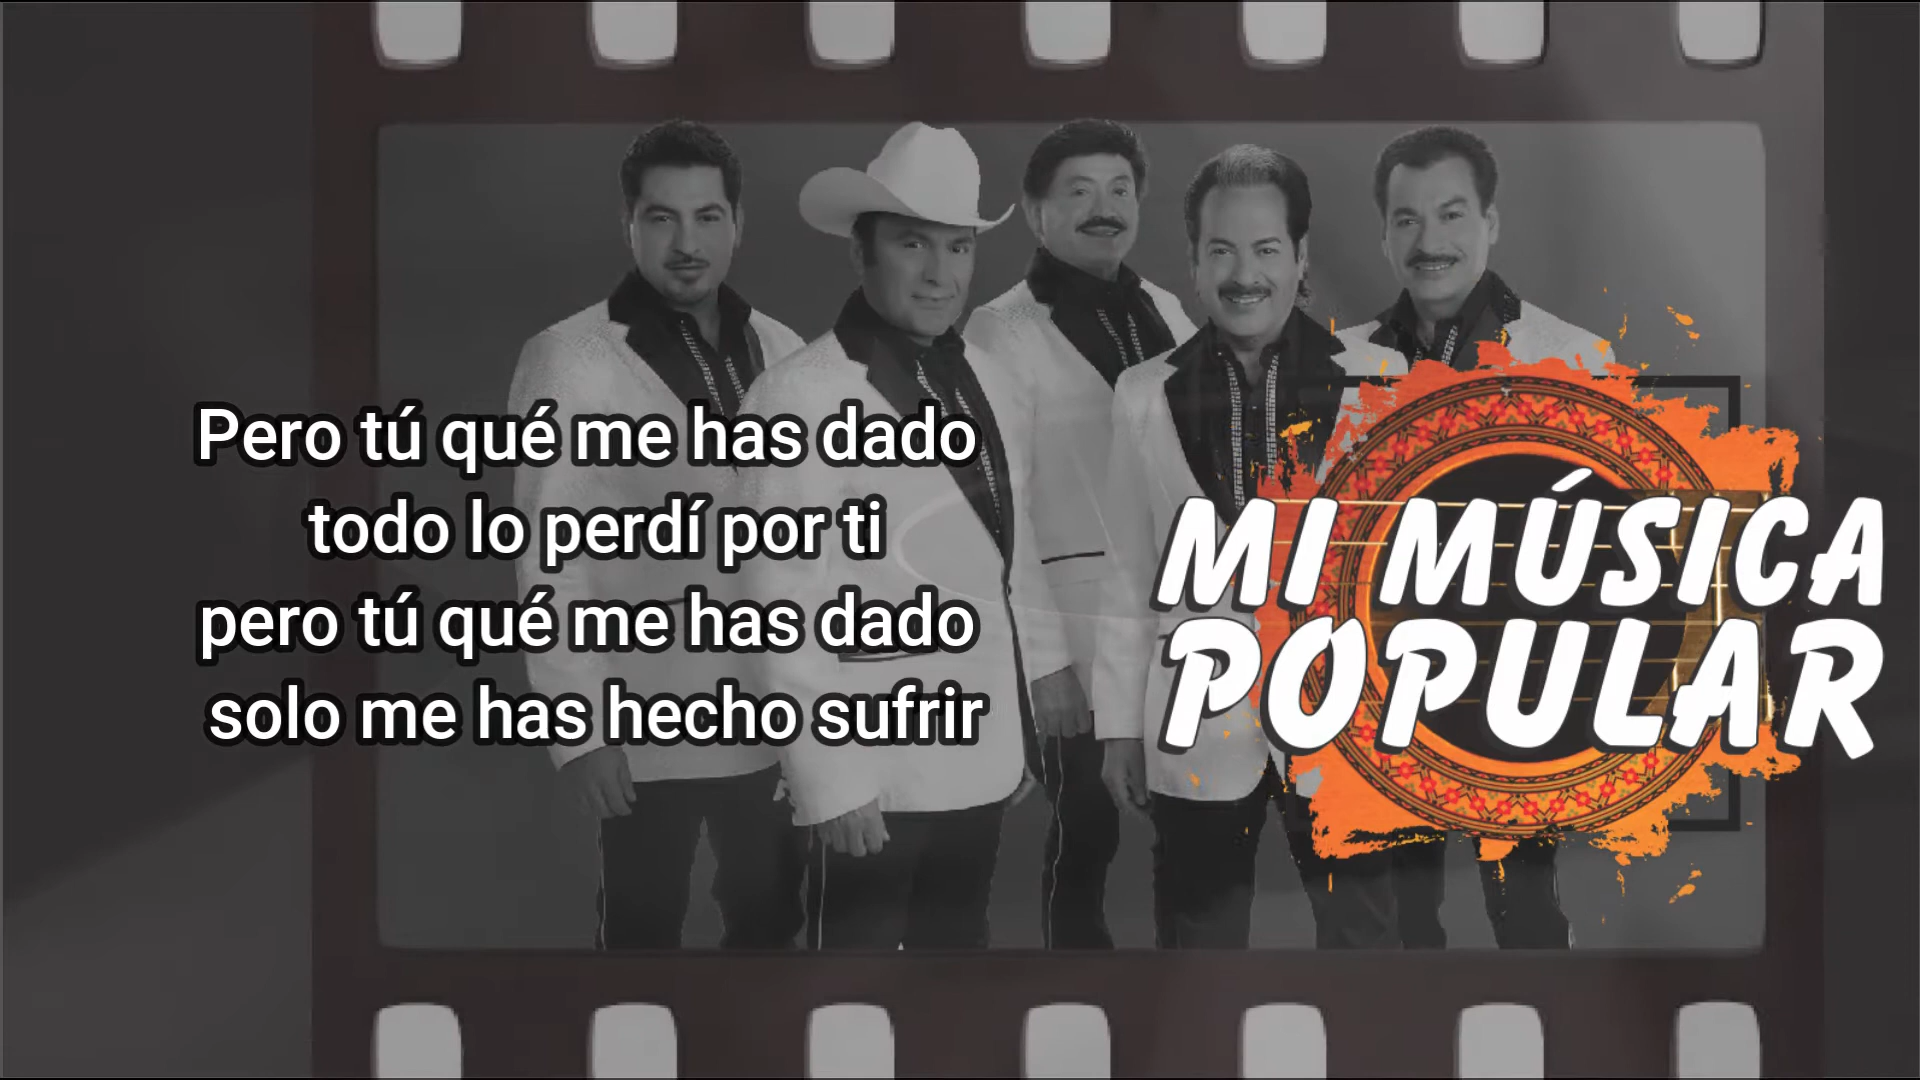 Pero tú qué me has dado
todo lo perdí por ti
pero tú qué me has dado
solo me has hecho sufrir
MI MÚSICA
POPULAR